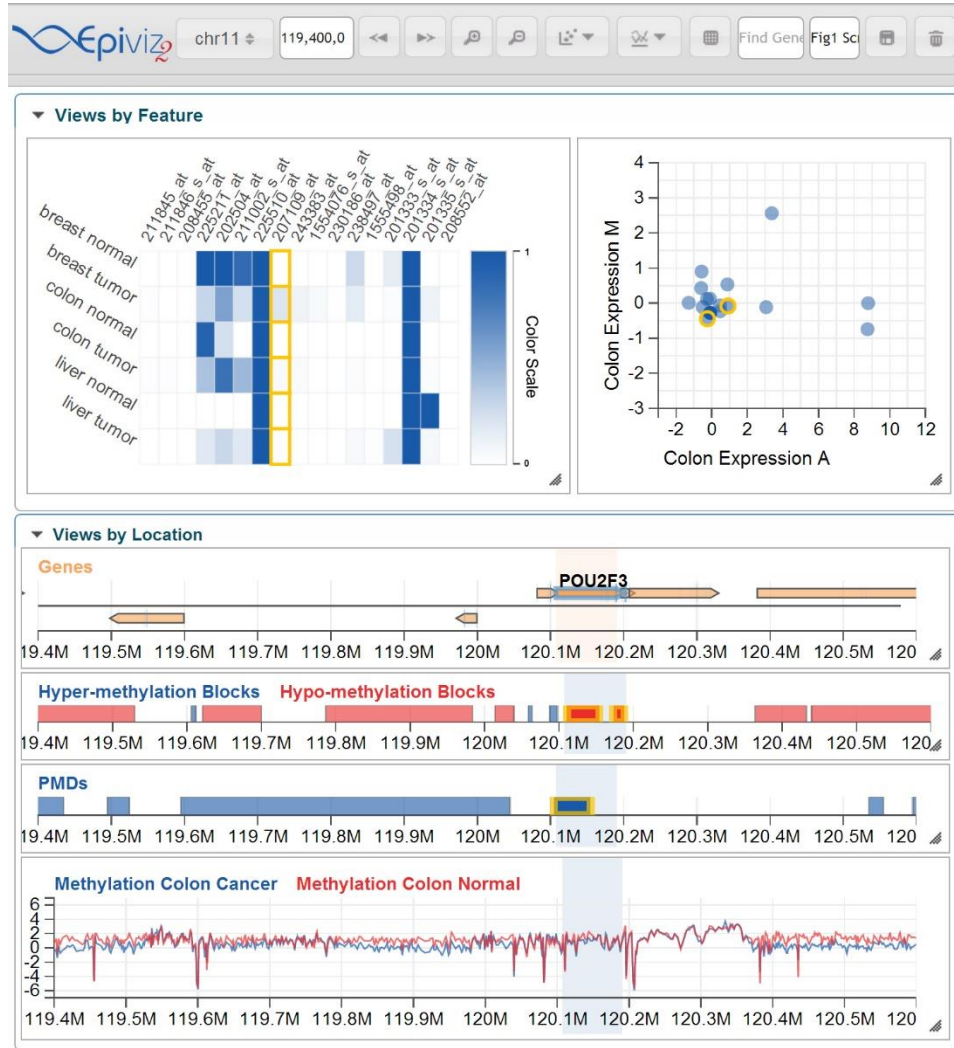 Epiviz2 chr11 119,400,0 Find Gene Fig1 Scr
Views by Feature
211845_at
211846_s_at
208455_at
225211_at
202504_at
211002_s_at
225510_at
207109_at
243383_at
1554076_s_at
230186_at
238497_at
1555498_at
201333_s_at
201334_s_at
201335_s_at
208552_at
breast normal
breast tumor
colon normal
colon tumor
liver normal
liver tumor
1
0
Color Scale
4
3
2
1
0
-1
-2
-3
-2 0 2 4 6 8 10 12
Colon Expression M
Colon Expression A
Views by Location
Genes
POU2F3
19.4M 119.5M 119.6M 119.7M 119.8M 119.9M 120M 120.1M 120.2M 120.3M 120.4M 120.5M 120
Hyper-methylation Blocks Hypo-methylation Blocks
19.4M 119.5M 119.6M 119.7M 119.8M 119.9M 120M 120.1M 120.2M 120.3M 120.4M 120.5M 120
PMDs
19.4M 119.5M 119.6M 119.7M 119.8M 119.9M 120M 120.1M 120.2M 120.3M 120.4M 120.5M 120
Methylation Colon Cancer Methylation Colon Normal
6
4
2
0
-2
-4
-6
119.4M 119.5M 119.6M 119.7M 119.8M 119.9M 120M 120.1M 120.2M 120.3M 120.4M 120.5M 120